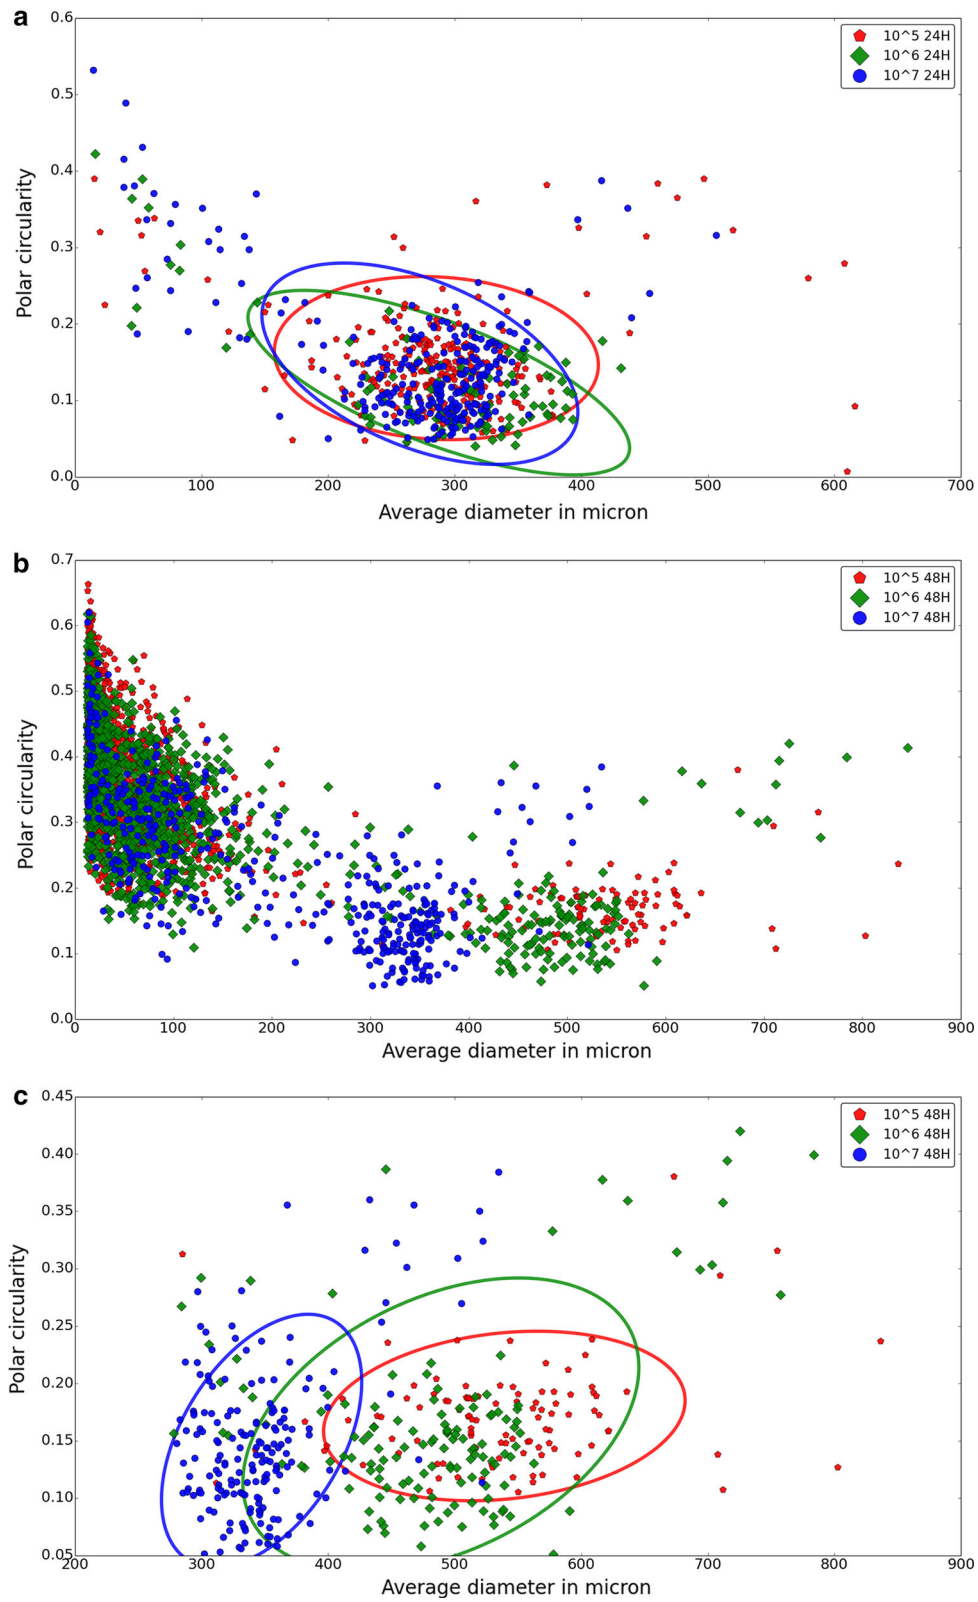 a
0.6
0.5
0.4
0.3
0.2
0.1
0.0
Polar circularity
10^5 24H
10^6 24H
10^7 24H
0 100 200 300 400 500 600 700
Average diameter in micron
b
0.7
0.6
0.5
0.4
0.3
0.2
0.1
0.0
Polar circularity
10^5 48H
10^6 48H
10^7 48H
0 100 200 300 400 500 600 700 800 900
Average diameter in micron
c
0.45
0.40
0.35
0.30
0.25
0.20
0.15
0.10
0.05
Polar circularity
10^5 48H
10^6 48H
10^7 48H
200 300 400 500 600 700 800 900
Average diameter in micron